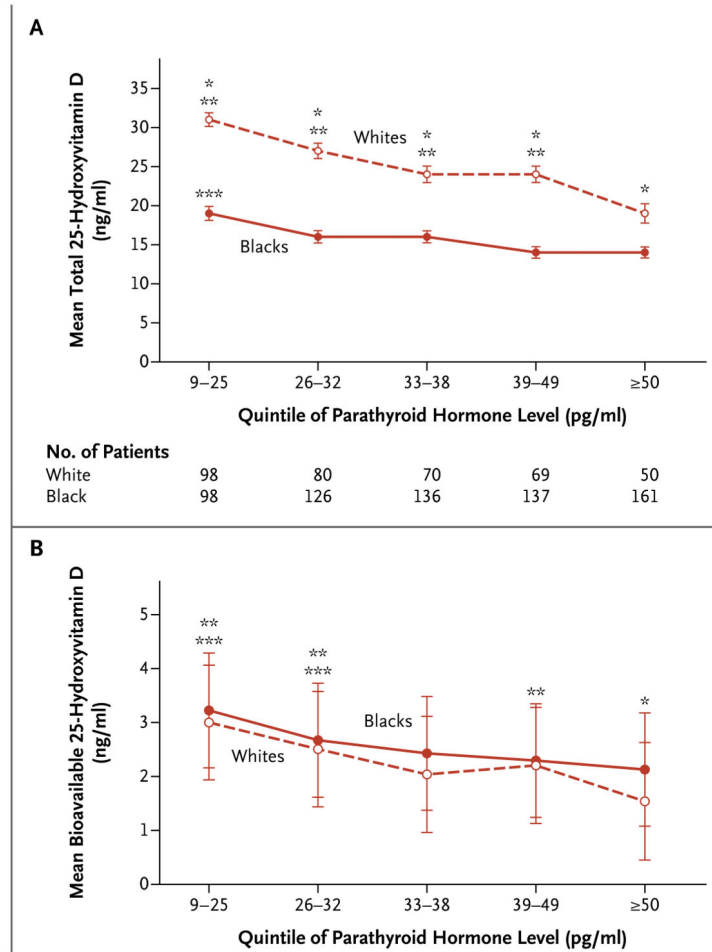 A
Mean Total 25-Hydroxyvitamin D
(ng/ml)
35
30
25
20
15
10
5
0
*
**
*
**
*
**
*
**
*
Whites
***
Blacks
9–25
26–32
33–38
39–49
≥50
Quintile of Parathyroid Hormone Level (pg/ml)
No. of Patients
White 98 80 70 69 50
Black 98 126 136 137 161
B
Mean Bioavailable 25-Hydroxyvitamin D
(ng/ml)
5
4
3
2
1
0
**
***
**
***
**
*
Blacks
Whites
9–25
26–32
33–38
39–49
≥50
Quintile of Parathyroid Hormone Level (pg/ml)